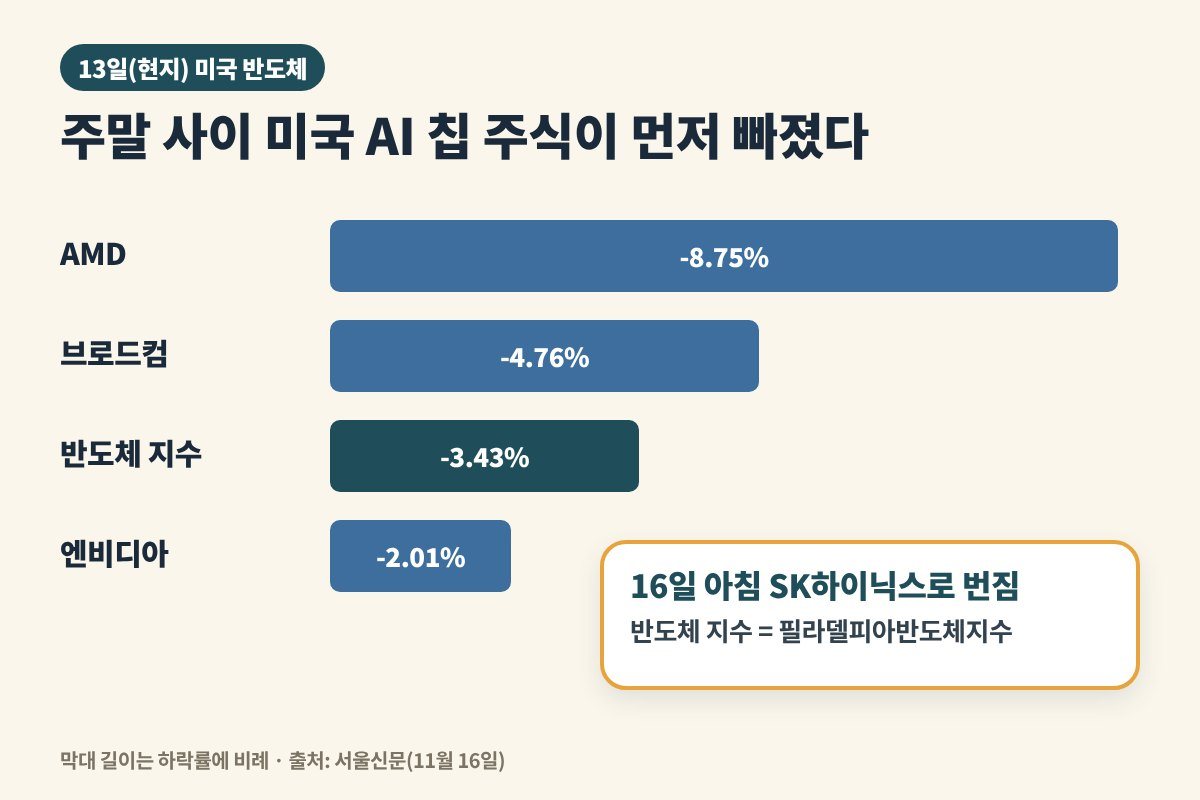 13일(현지) 미국 반도체
주말 사이 미국 AI 칩 주식이 먼저 빠졌다
AMD
-8.75%
브로드컴
-4.76%
반도체 지수
-3.43%
엔비디아
-2.01%
16일 아침 SK하이닉스로 번짐
반도체 지수 = 필라델피아반도체지수
막대 길이는 하락률에 비례 · 출처: 서울신문(11월 16일)